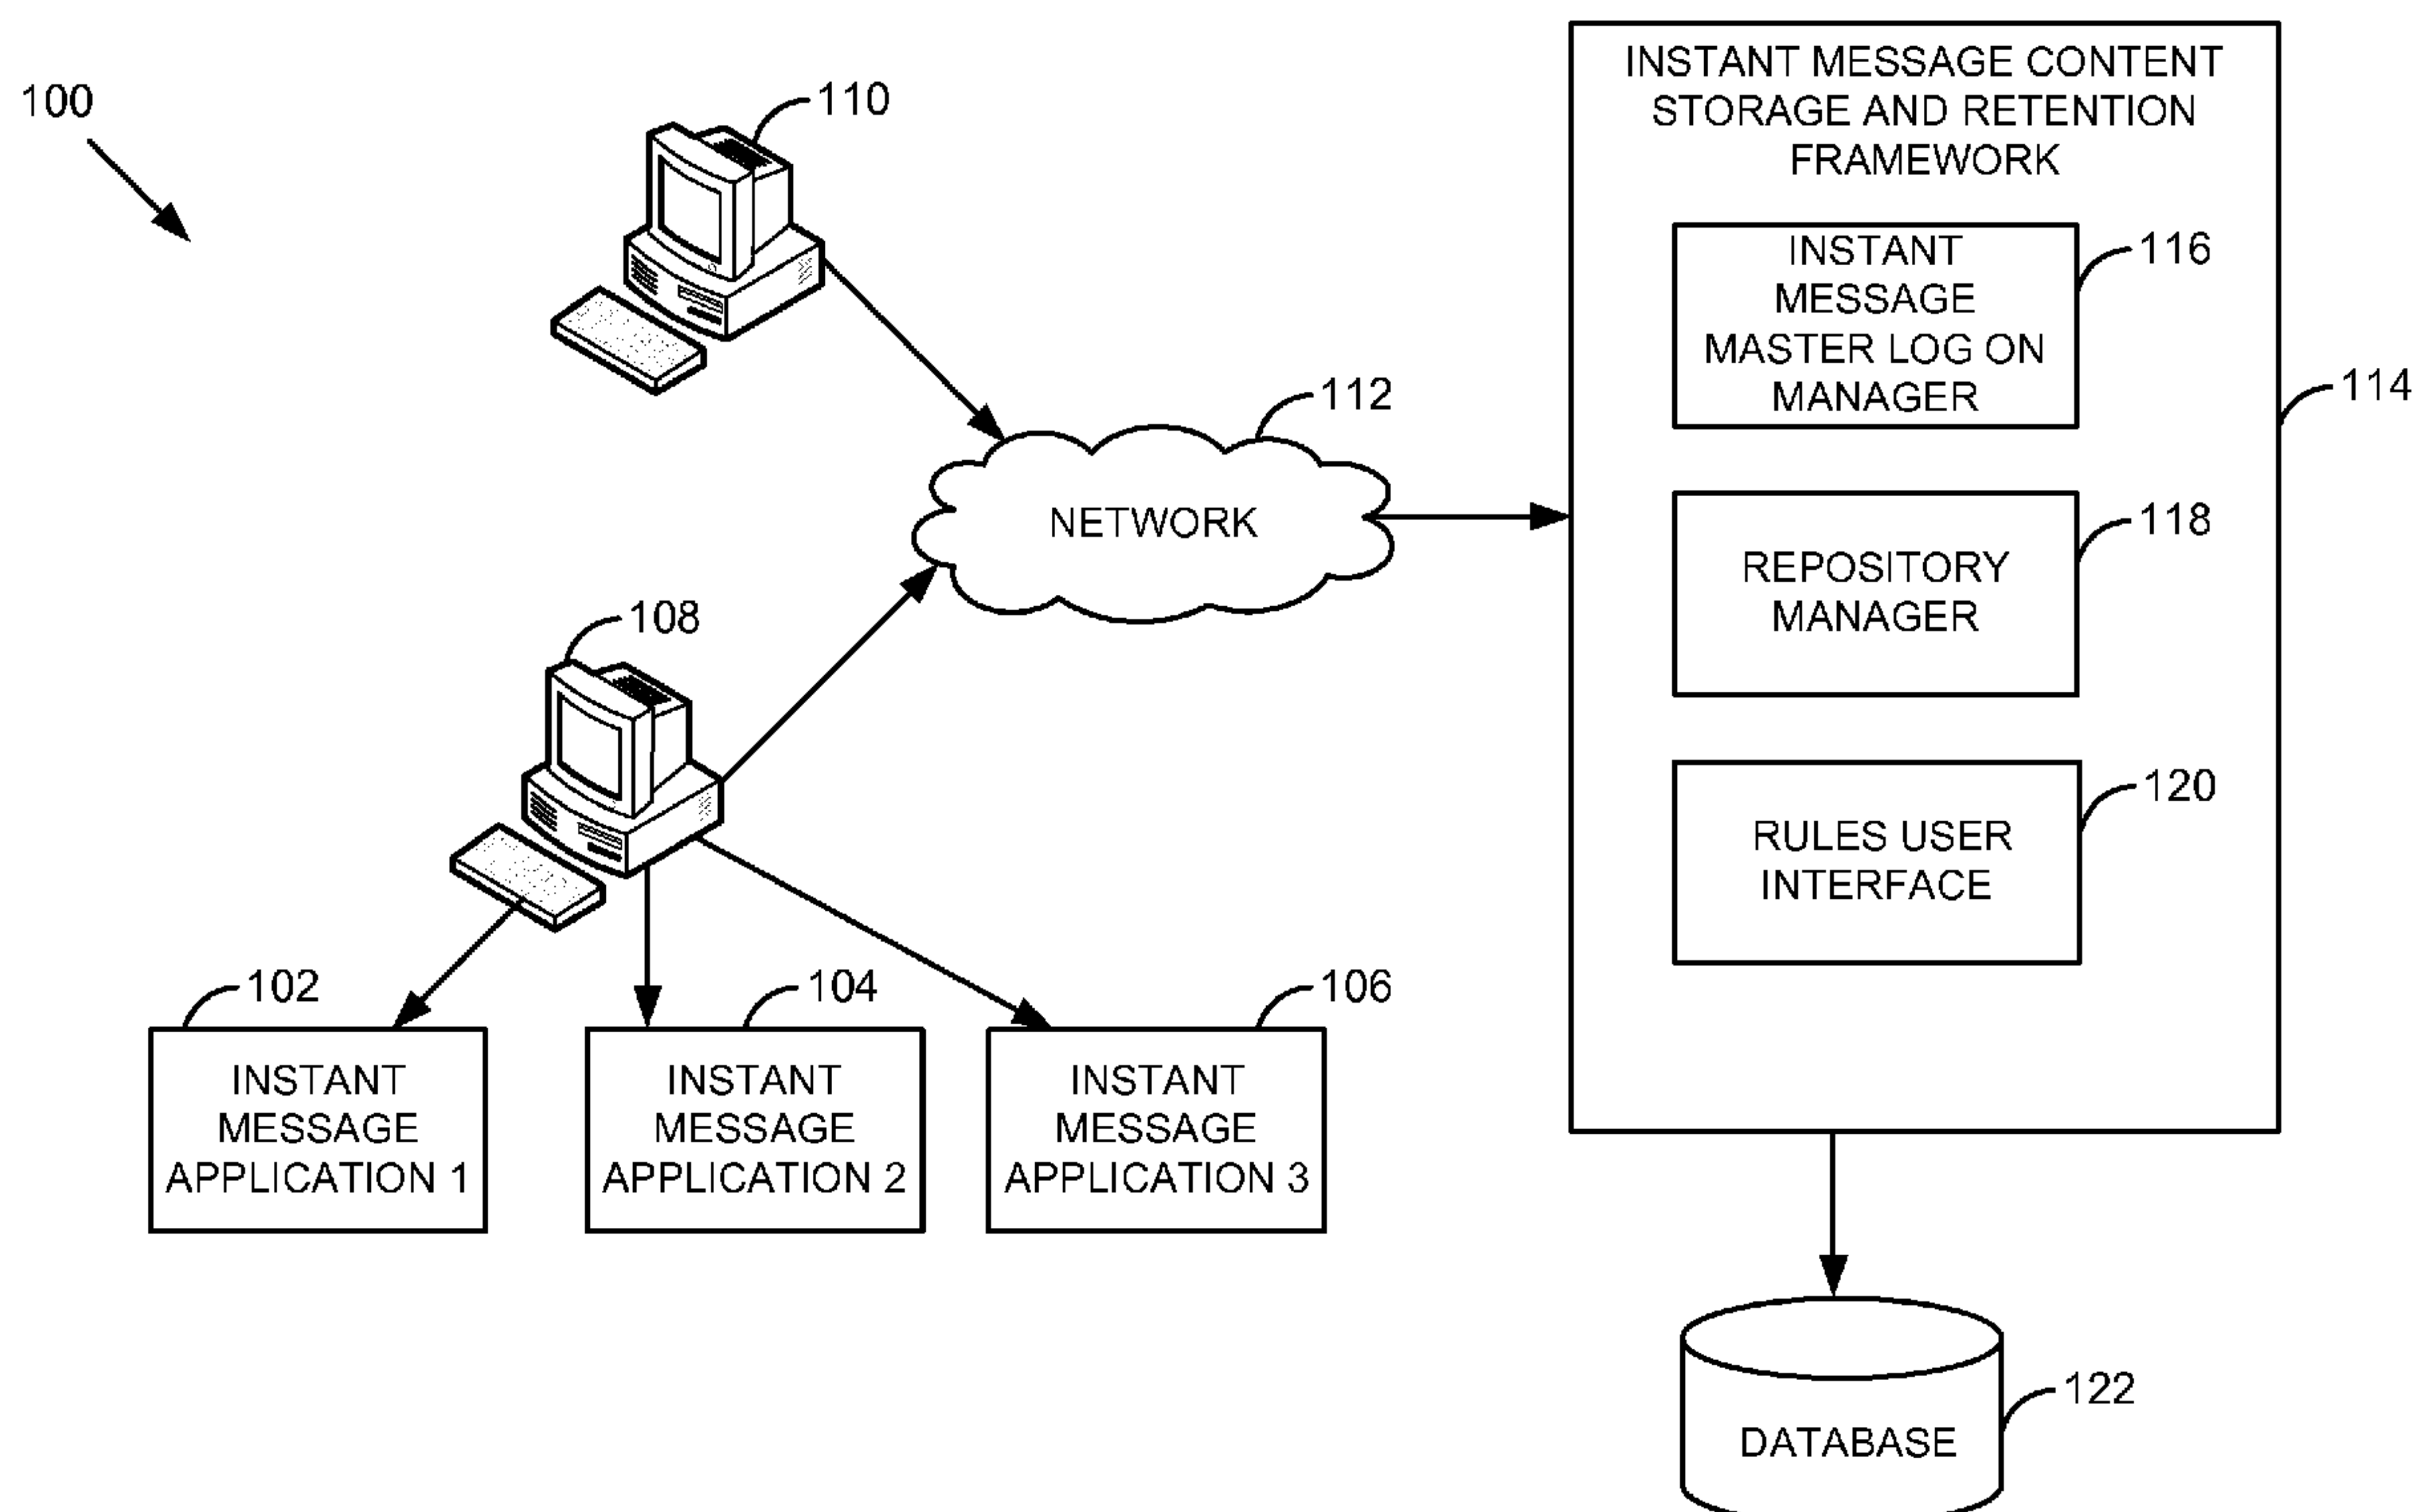 100
110
INSTANT MESSAGE CONTENT
STORAGE AND RETENTION
FRAMEWORK
INSTANT
MESSAGE
MASTER LOG ON
MANAGER
116
114
112
NETWORK
118
REPOSITORY
MANAGER
108
120
RULES USER
INTERFACE
102
INSTANT
MESSAGE
APPLICATION 1
104
INSTANT
MESSAGE
APPLICATION 2
106
INSTANT
MESSAGE
APPLICATION 3
122
DATABASE